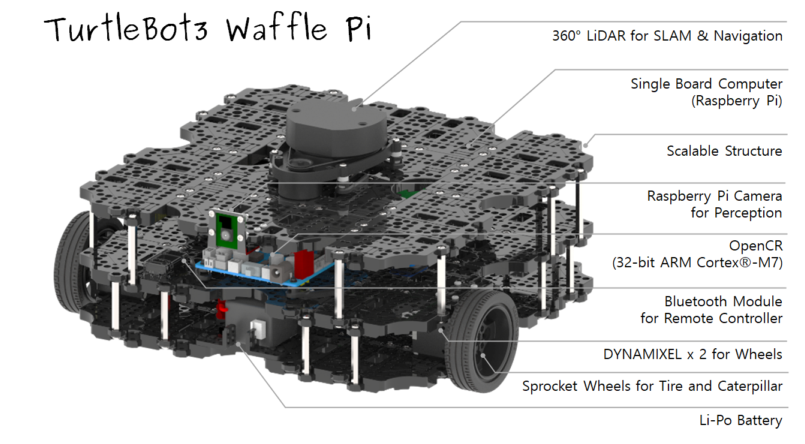 TurtleBot3 Waffle Pi
360° LiDAR for SLAM & Navigation
Single Board Computer
(Raspberry Pi)
Scalable Structure
Raspberry Pi Camera
for Perception
OpenCR
(32-bit ARM Cortex®-M7)
Bluetooth Module
for Remote Controller
DYNAMIXEL x 2 for Wheels
Sprocket Wheels for Tire and Caterpillar
Li-Po Battery